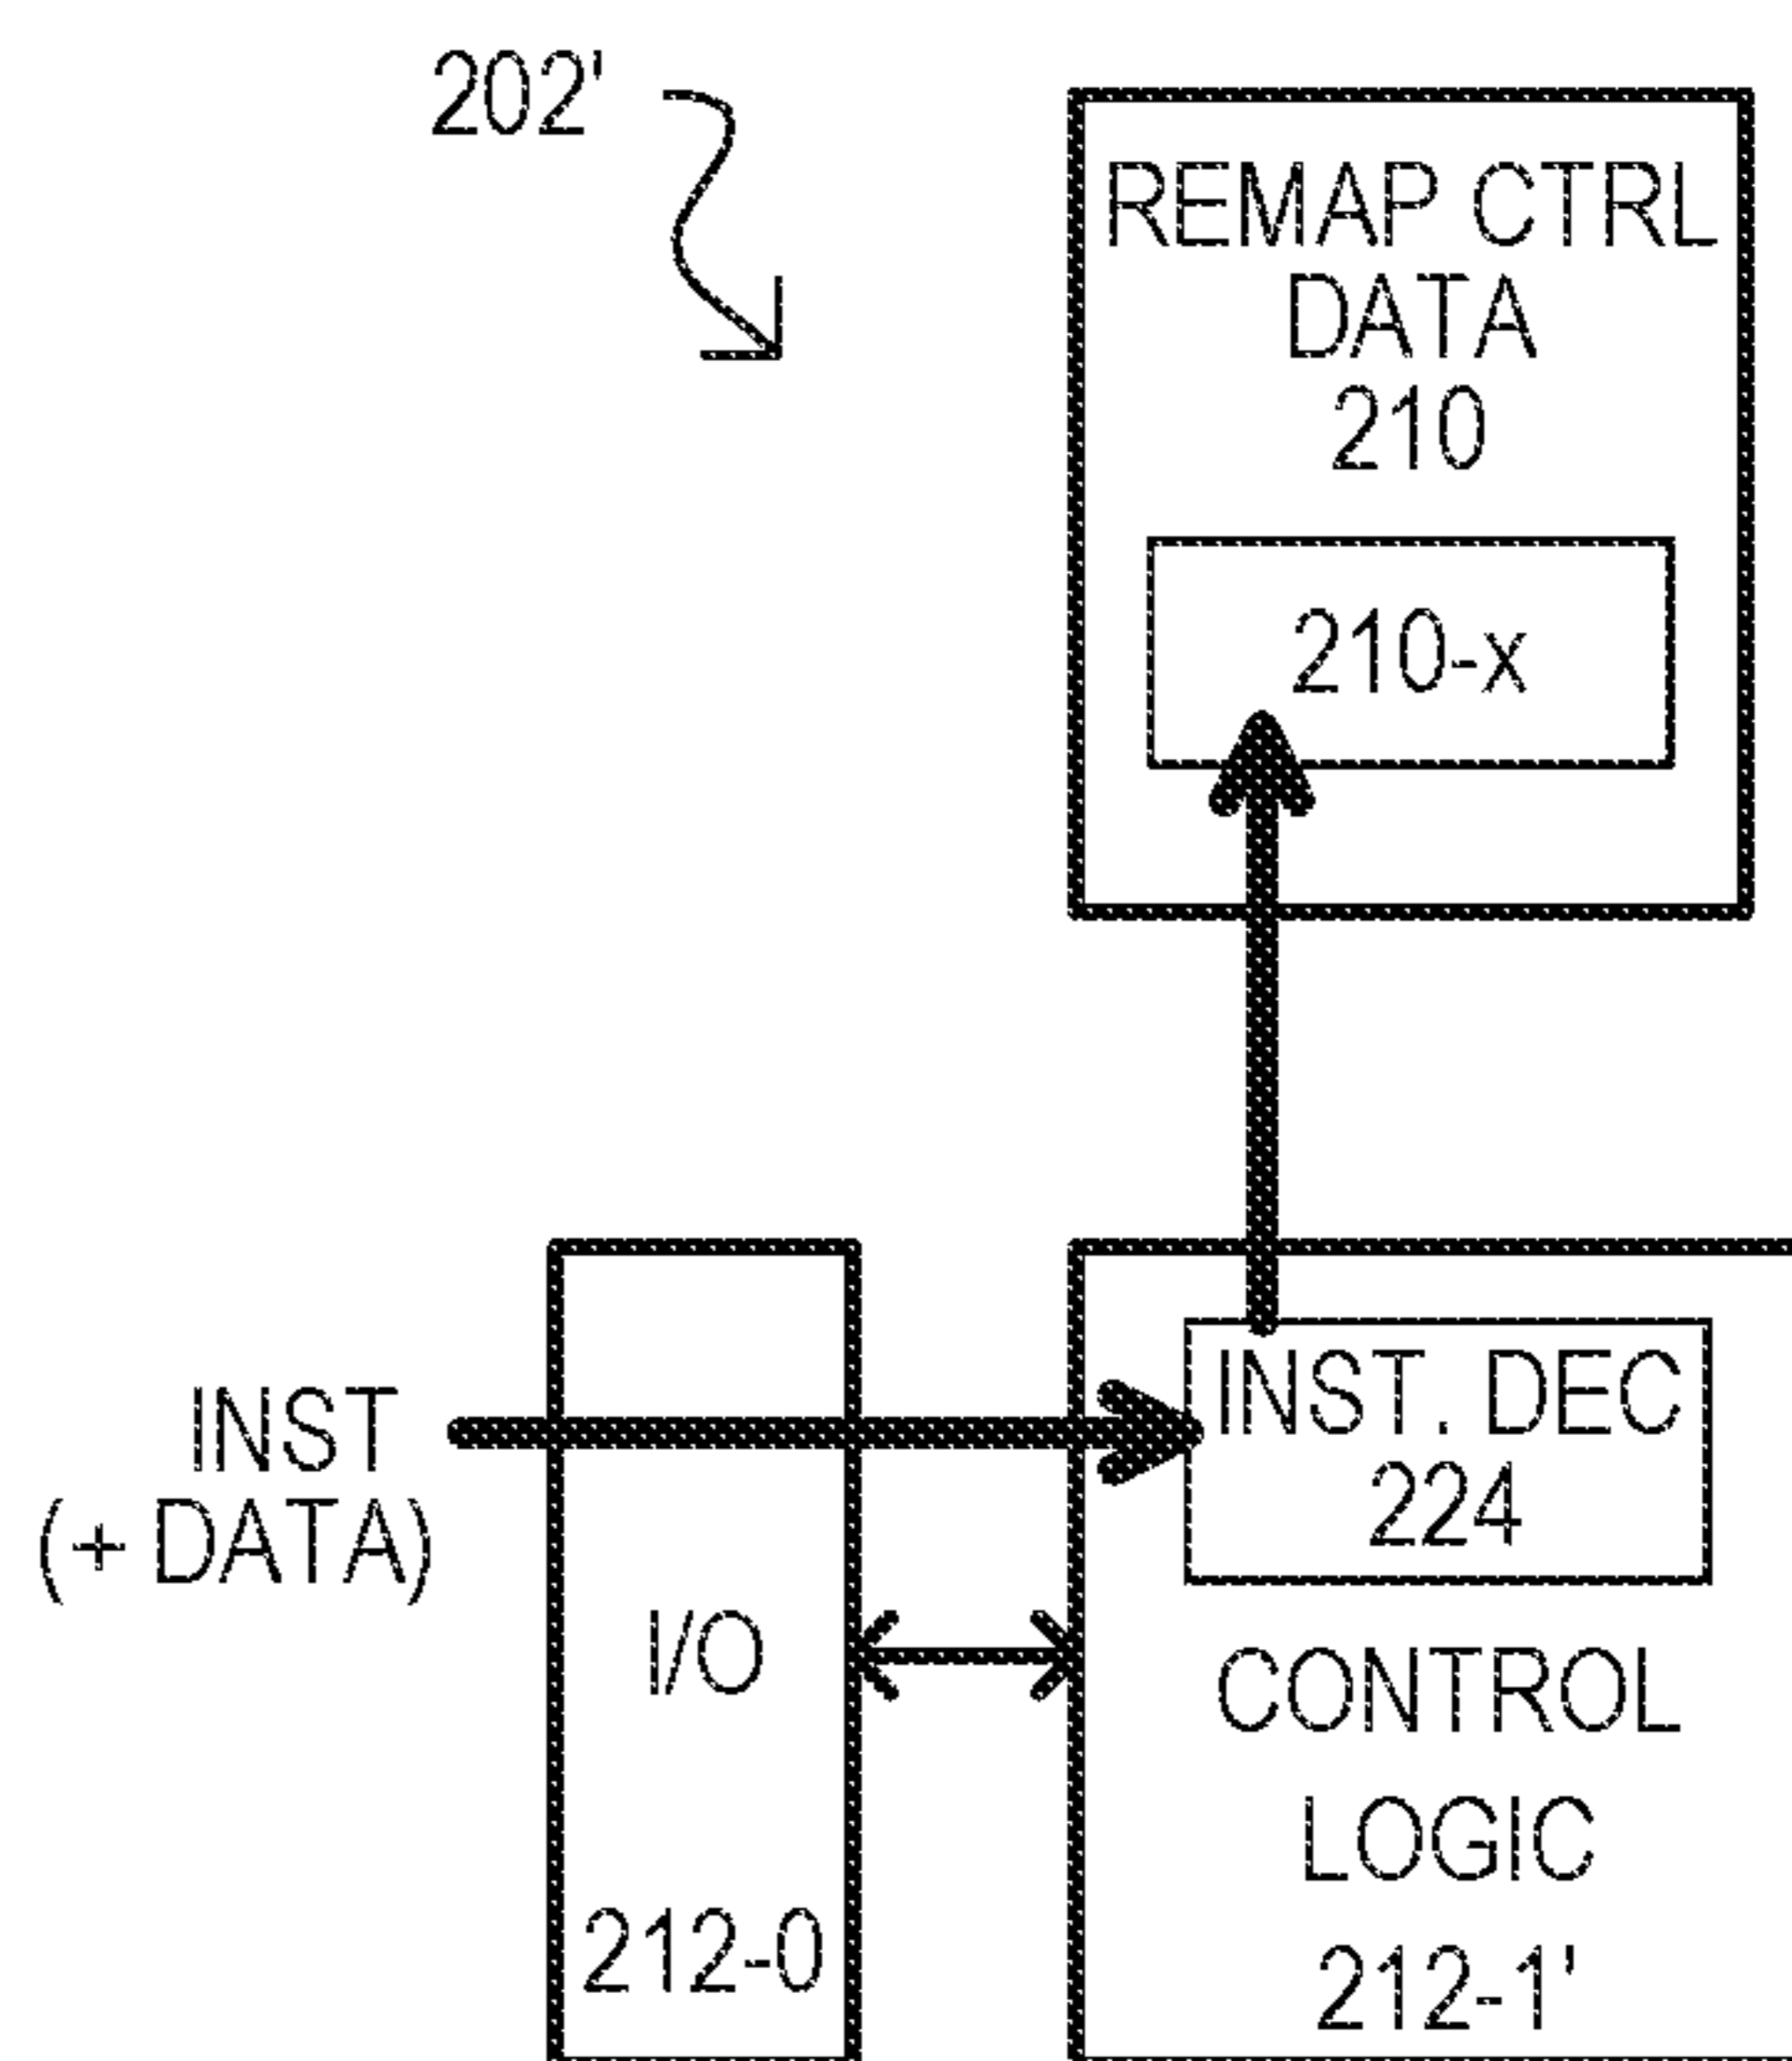 202'
REMAP CTRL
DATA
210
210-x
INST
(+ DATA)
I/O
212-0
INST. DEC
224
CONTROL
LOGIC
212-1'